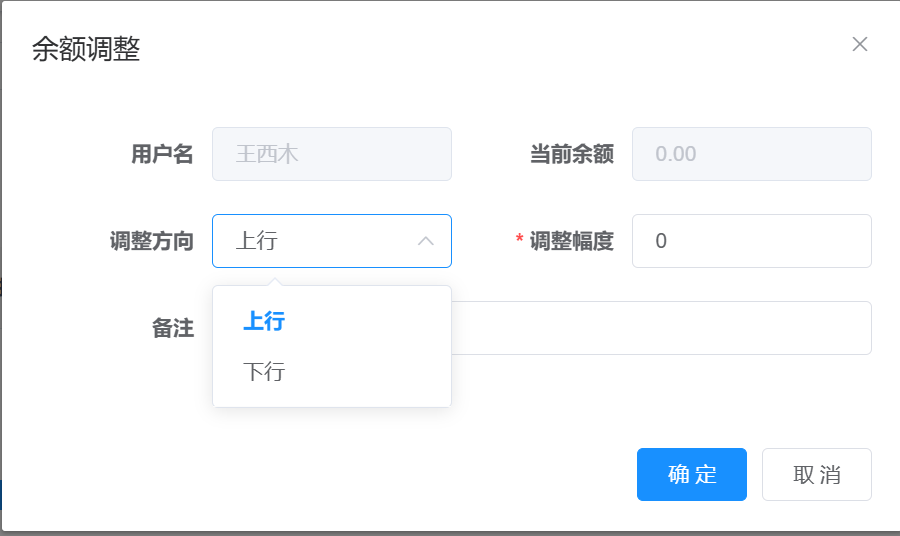 余额调整
用户名 王西木 当前余额 0.00
调整方向 上行 * 调整幅度 0
备注
上行
下行
确定 取消